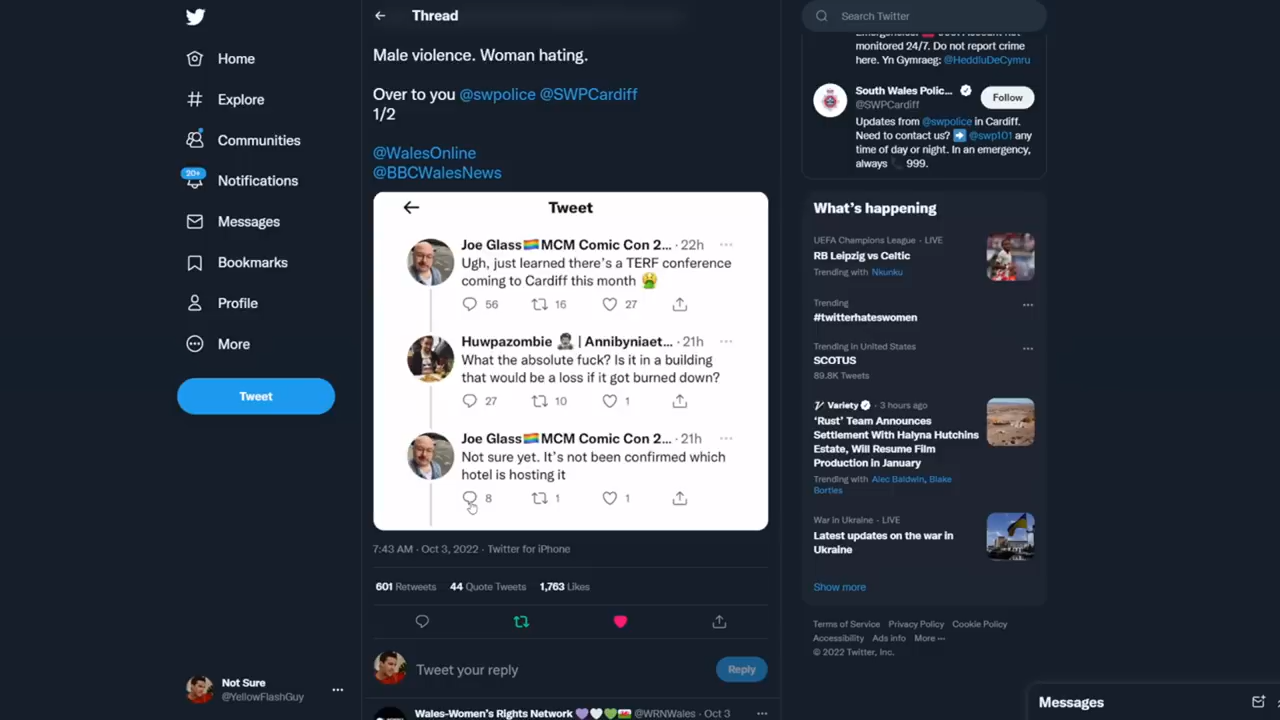 Home
Explore
Communities
20+
Notifications
Messages
Bookmarks
Profile
More
Tweet
Not Sure
@YellowFlashGuy
Thread
Male violence. Woman hating.
Over to you @swpolice @SWPCardiff
1/2
@WalesOnline
@BBCWalesNews
Tweet
Joe Glass🏳️‍🌈MCM Comic Con 2... · 22h
Ugh, just learned there's a TERF conference
coming to Cardiff this month 🤮
56 16 27
Huwpazombie | Annibyniaet... · 21h
What the absolute fuck? Is it in a building
that would be a loss if it got burned down?
27 10 1
Joe Glass🏳️‍🌈MCM Comic Con 2... · 21h
Not sure yet. It's not been confirmed which
hotel is hosting it
8 1 1
7:43 AM · Oct 3, 2022 · Twitter for iPhone
601 Retweets 44 Quote Tweets 1,763 Likes
Tweet your reply
Reply
Wales-Women's Rights Network 💜🤍💚🏴󠁧󠁢󠁷󠁬󠁳󠁿 @WRNWales · Oct 3
Search Twitter
monitored 24/7. Do not report crime
here. Yn Gymraeg: @HeddluDeCymru
South Wales Polic...
@SWPCardiff
Follow
Updates from @swpolice in Cardiff.
Need to contact us? ➡️ @swp101 any
time of day or night. In an emergency,
always 📞 999.
What's happening
UEFA Champions League · LIVE
RB Leipzig vs Celtic
Trending with Nkunku
Trending
#twitterhateswomen
Trending in United States
SCOTUS
89.8K Tweets
Variety · 3 hours ago
'Rust' Team Announces
Settlement With Halyna Hutchins
Estate, Will Resume Film
Production in January
Trending with Alec Baldwin, Blake
Borties
War in Ukraine · LIVE
Latest updates on the war in
Ukraine
Show more
Terms of Service Privacy Policy Cookie Policy
Accessibility Ads info More ···
© 2022 Twitter, Inc.
Messages